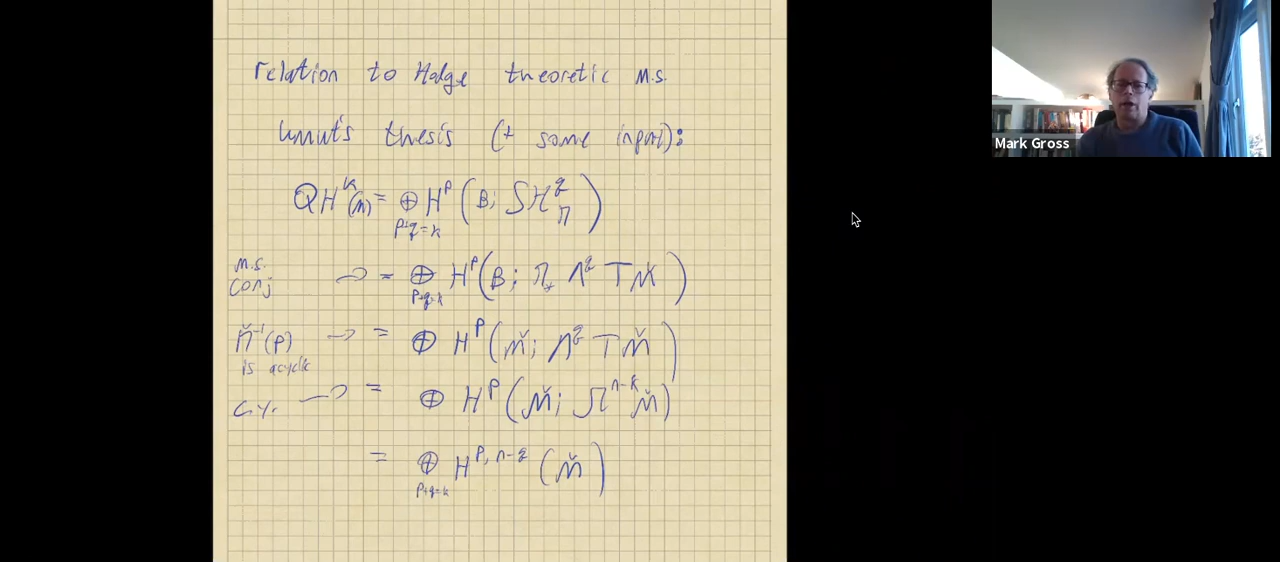 relation to Hodge theoretic m.s.
Umut's thesis (+ some input):
QH^k(M) = ⊕_{p+q=k} H^p(B; SH^q_π)
m.s. conj → = ⊕_{p+q=k} H^p(B; π̌_* Λ^q TM̌)
π̌^{-1}(p) is acyclic → = ⊕ H^p(M̌; Λ^q TM̌)
C.Y. → = ⊕ H^p(M̌; Ω^{n-k} M̌)
= ⊕_{p+q=k} H^{p,n-q}(M̌)
Mark Gross